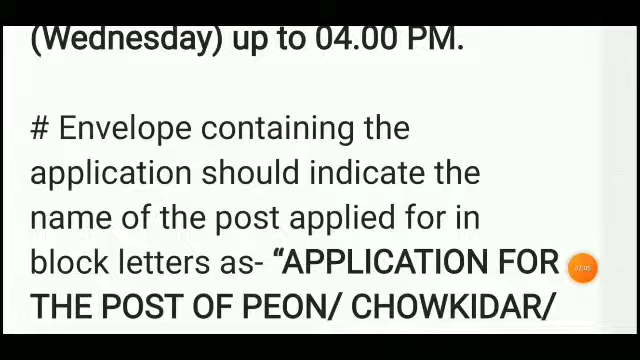 (Wednesday) up to 04.00 PM.
# Envelope containing the
application should indicate the
name of the post applied for in
block letters as- “APPLICATION FOR
THE POST OF PEON/ CHOWKIDAR/